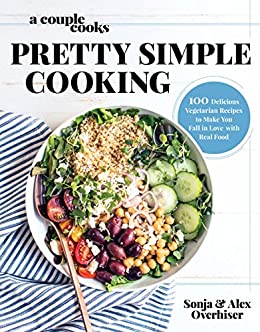 a couple
cooks
PRETTY SIMPLE
COOKING
100 Delicious
Vegetarian Recipes
to Make You
Fall in Love with
Real Food
Sonja & Alex
Overhiser